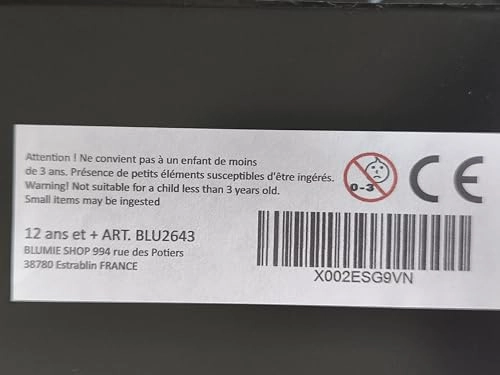 Attention ! Ne convient pas à un enfant de moins
de 3 ans. Présence de petits éléments susceptibles d'être ingérés.
Warning! Not suitable for a child less than 3 years old.
Small items may be ingested
0-3
CE
12 ans et + ART. BLU2643
BLUMIE SHOP 994 rue des Potiers
38780 Estrablin FRANCE
X002ESG9VN